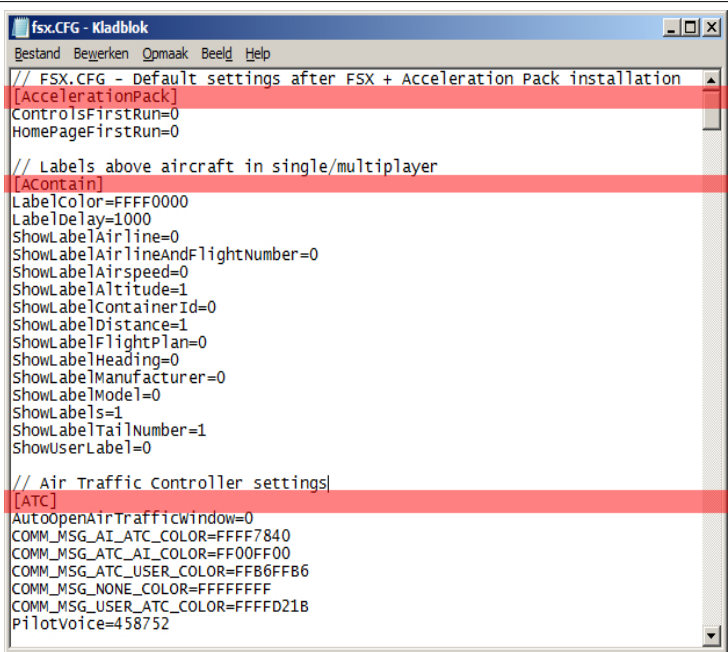 fsx.CFG - Kladblok
Bestand Bewerken Opmaak Beeld Help
// FSX.CFG - Default settings after FSX + Acceleration Pack installation
[AccelerationPack]
ControlsFirstRun=0
HomePageFirstRun=0
// Labels above aircraft in single/multiplayer
[AContain]
LabelColor=FFFF0000
LabelDelay=1000
ShowLabelAirline=0
ShowLabelAirlineAndFlightNumber=0
ShowLabelAirspeed=0
ShowLabelAltitude=1
ShowLabelContainerId=0
ShowLabelDistance=1
ShowLabelFlightPlan=0
ShowLabelHeading=0
ShowLabelManufacturer=0
ShowLabelModel=0
ShowLabels=1
ShowLabelTailNumber=1
ShowUserLabel=0
// Air Traffic Controller settings
[ATC]
AutoOpenAirTrafficWindow=0
COMM_MSG_AI_ATC_COLOR=FFFF7840
COMM_MSG_ATC_AI_COLOR=FF00FF00
COMM_MSG_ATC_USER_COLOR=FFB6FFB6
COMM_MSG_NONE_COLOR=FFFFFFFF
COMM_MSG_USER_ATC_COLOR=FFFFD21B
PilotVoice=458752